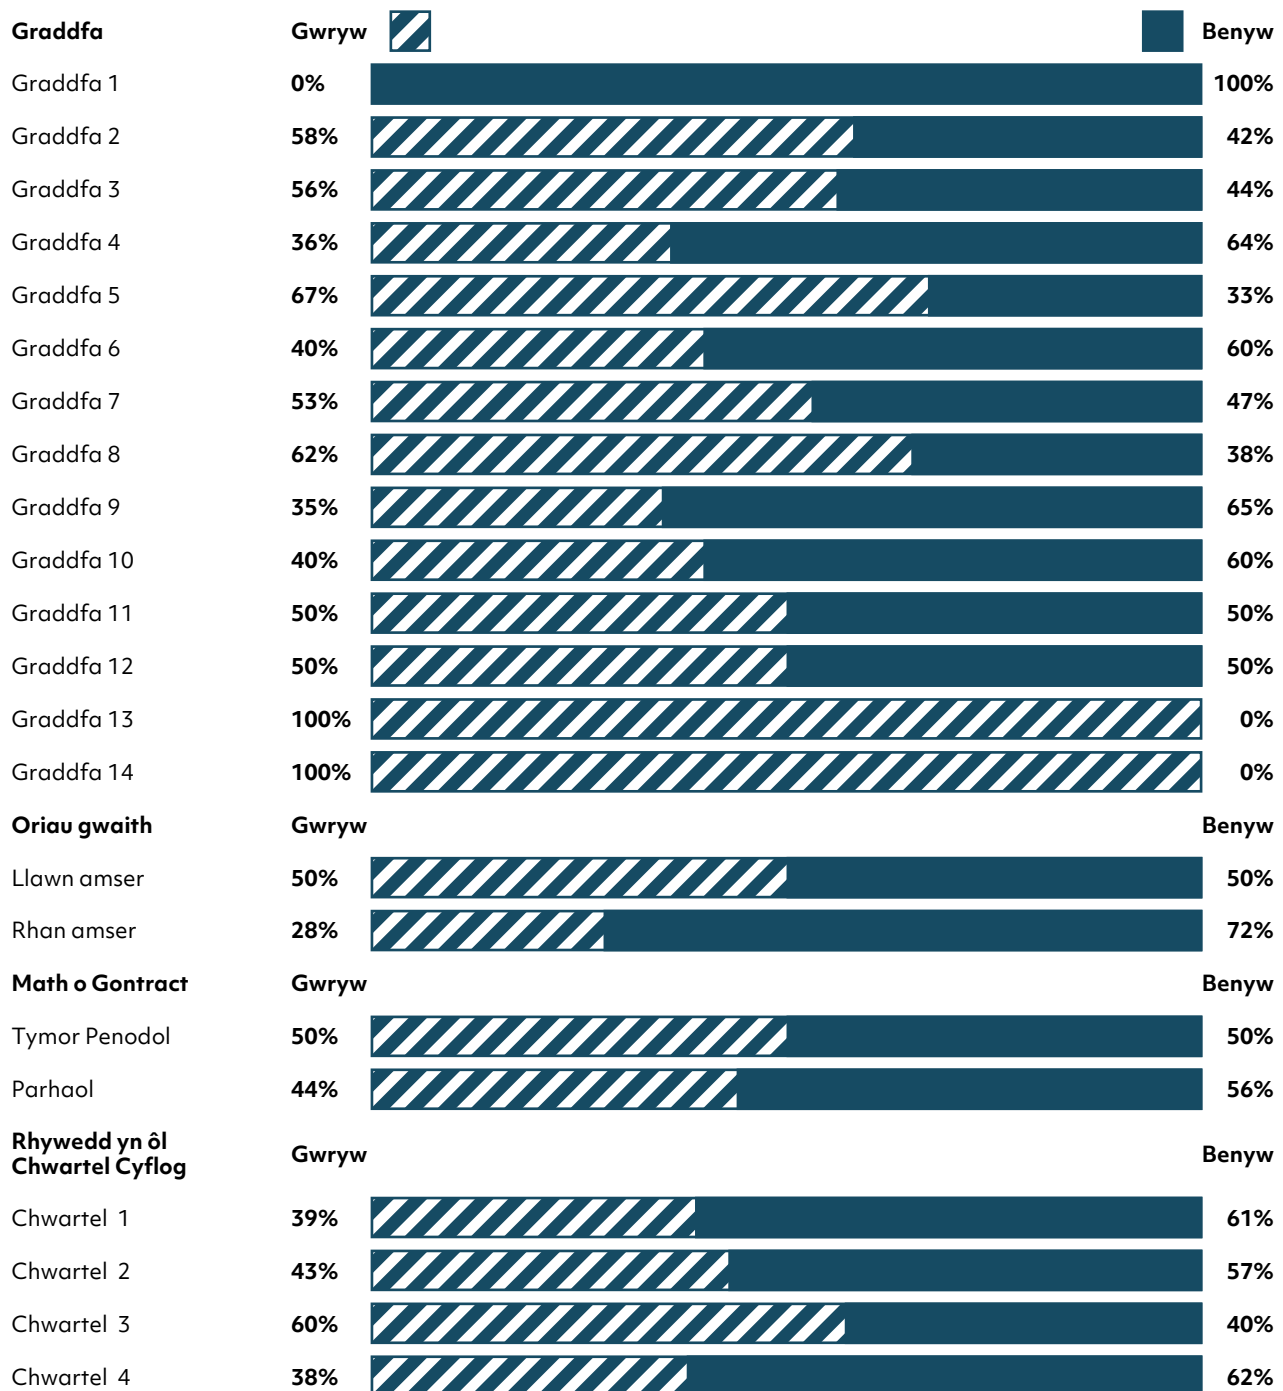 Graddfa Gwryw Benyw
Graddfa 1 0% 100%
Graddfa 2 58% 42%
Graddfa 3 56% 44%
Graddfa 4 36% 64%
Graddfa 5 67% 33%
Graddfa 6 40% 60%
Graddfa 7 53% 47%
Graddfa 8 62% 38%
Graddfa 9 35% 65%
Graddfa 10 40% 60%
Graddfa 11 50% 50%
Graddfa 12 50% 50%
Graddfa 13 100% 0%
Graddfa 14 100% 0%
Oriau gwaith Gwryw Benyw
Llawn amser 50% 50%
Rhan amser 28% 72%
Math o Gontract Gwryw Benyw
Tymor Penodol 50% 50%
Parhaol 44% 56%
Rhywedd yn ôl
Chwartel Cyflog Gwryw Benyw
Chwartel 1 39% 61%
Chwartel 2 43% 57%
Chwartel 3 60% 40%
Chwartel 4 38% 62%